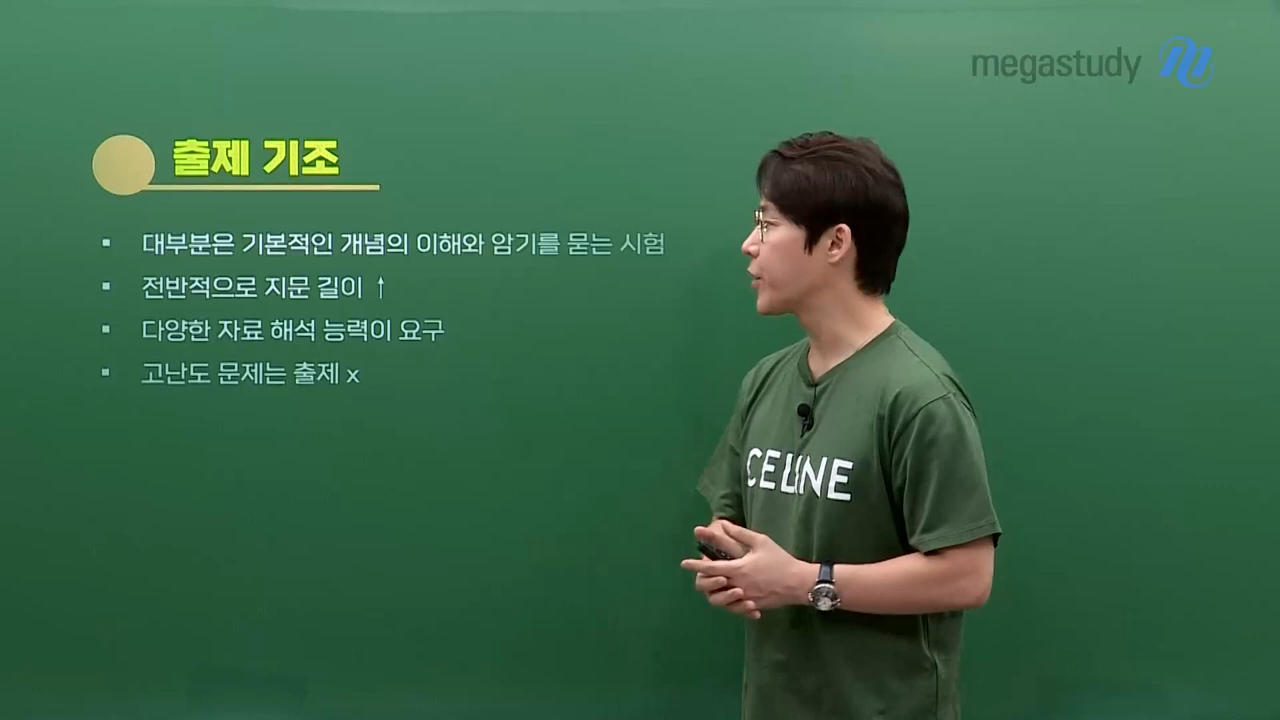 megastudy
출제 기조
▪ 대부분은 기본적인 개념의 이해와 암기를 묻는 시험
▪ 전반적으로 지문 길이 ↑
▪ 다양한 자료 해석 능력이 요구
▪ 고난도 문제는 출제 x
CELINE